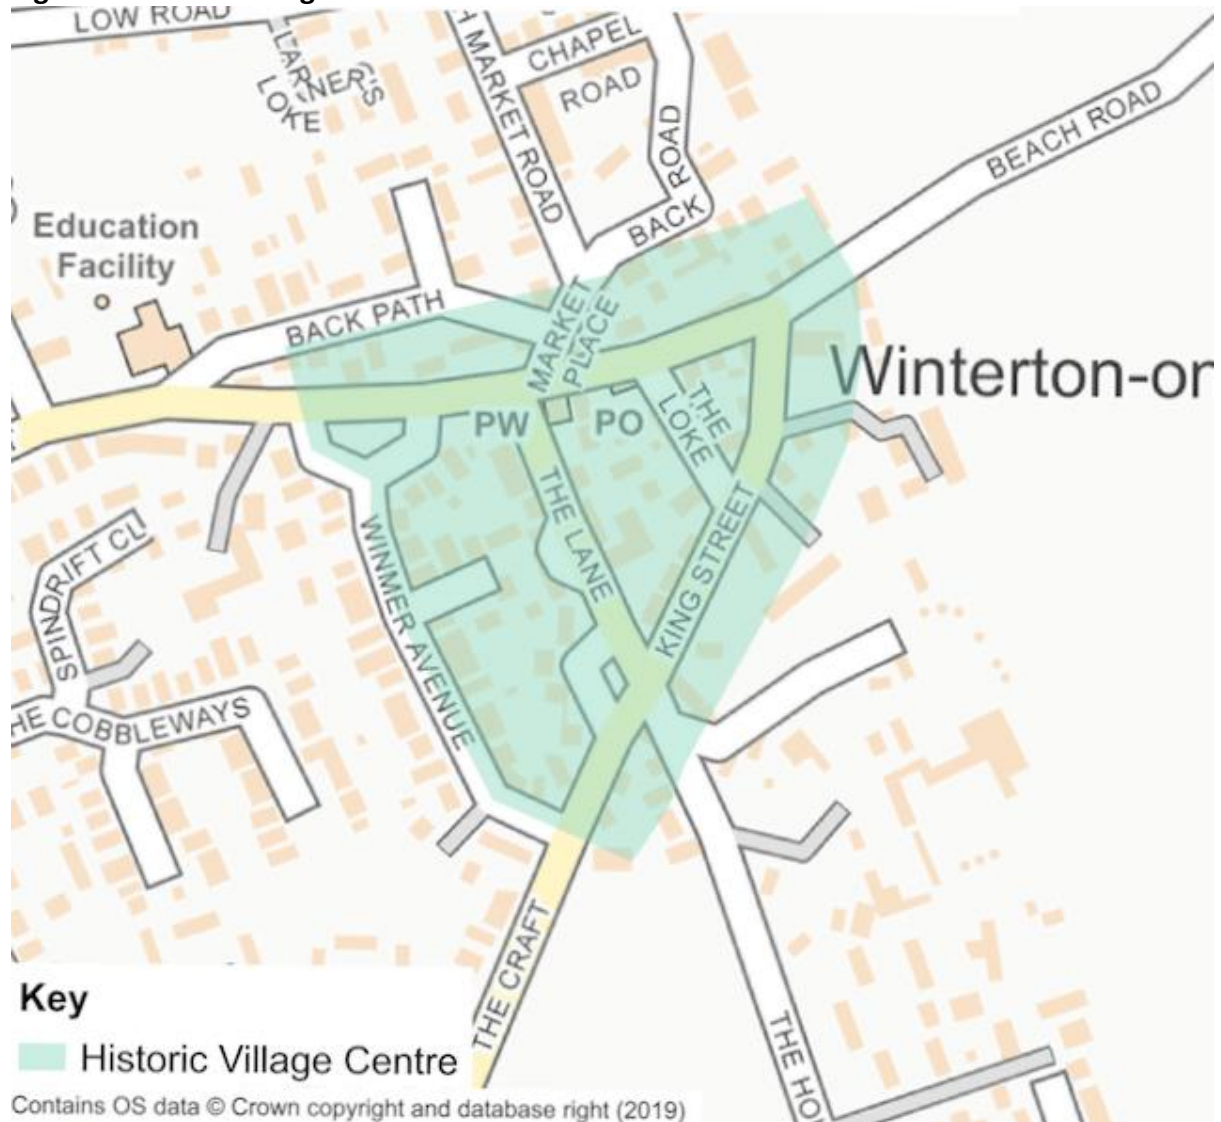 LOW ROAD
LARNER'S
LOKE
CHAPEL
ROAD
MARKET ROAD
BACK ROAD
BEACH ROAD
Education
Facility
BACK PATH
MARKET
PLACE
Winterton-on
PW
PO
THE
LOKE
THE LANE
KING STREET
WINMER AVENUE
SPINDRIFT CL
HE COBBLEWAYS
THE CRAFT
THE HO
Key
Historic Village Centre
Contains OS data © Crown copyright and database right (2019)